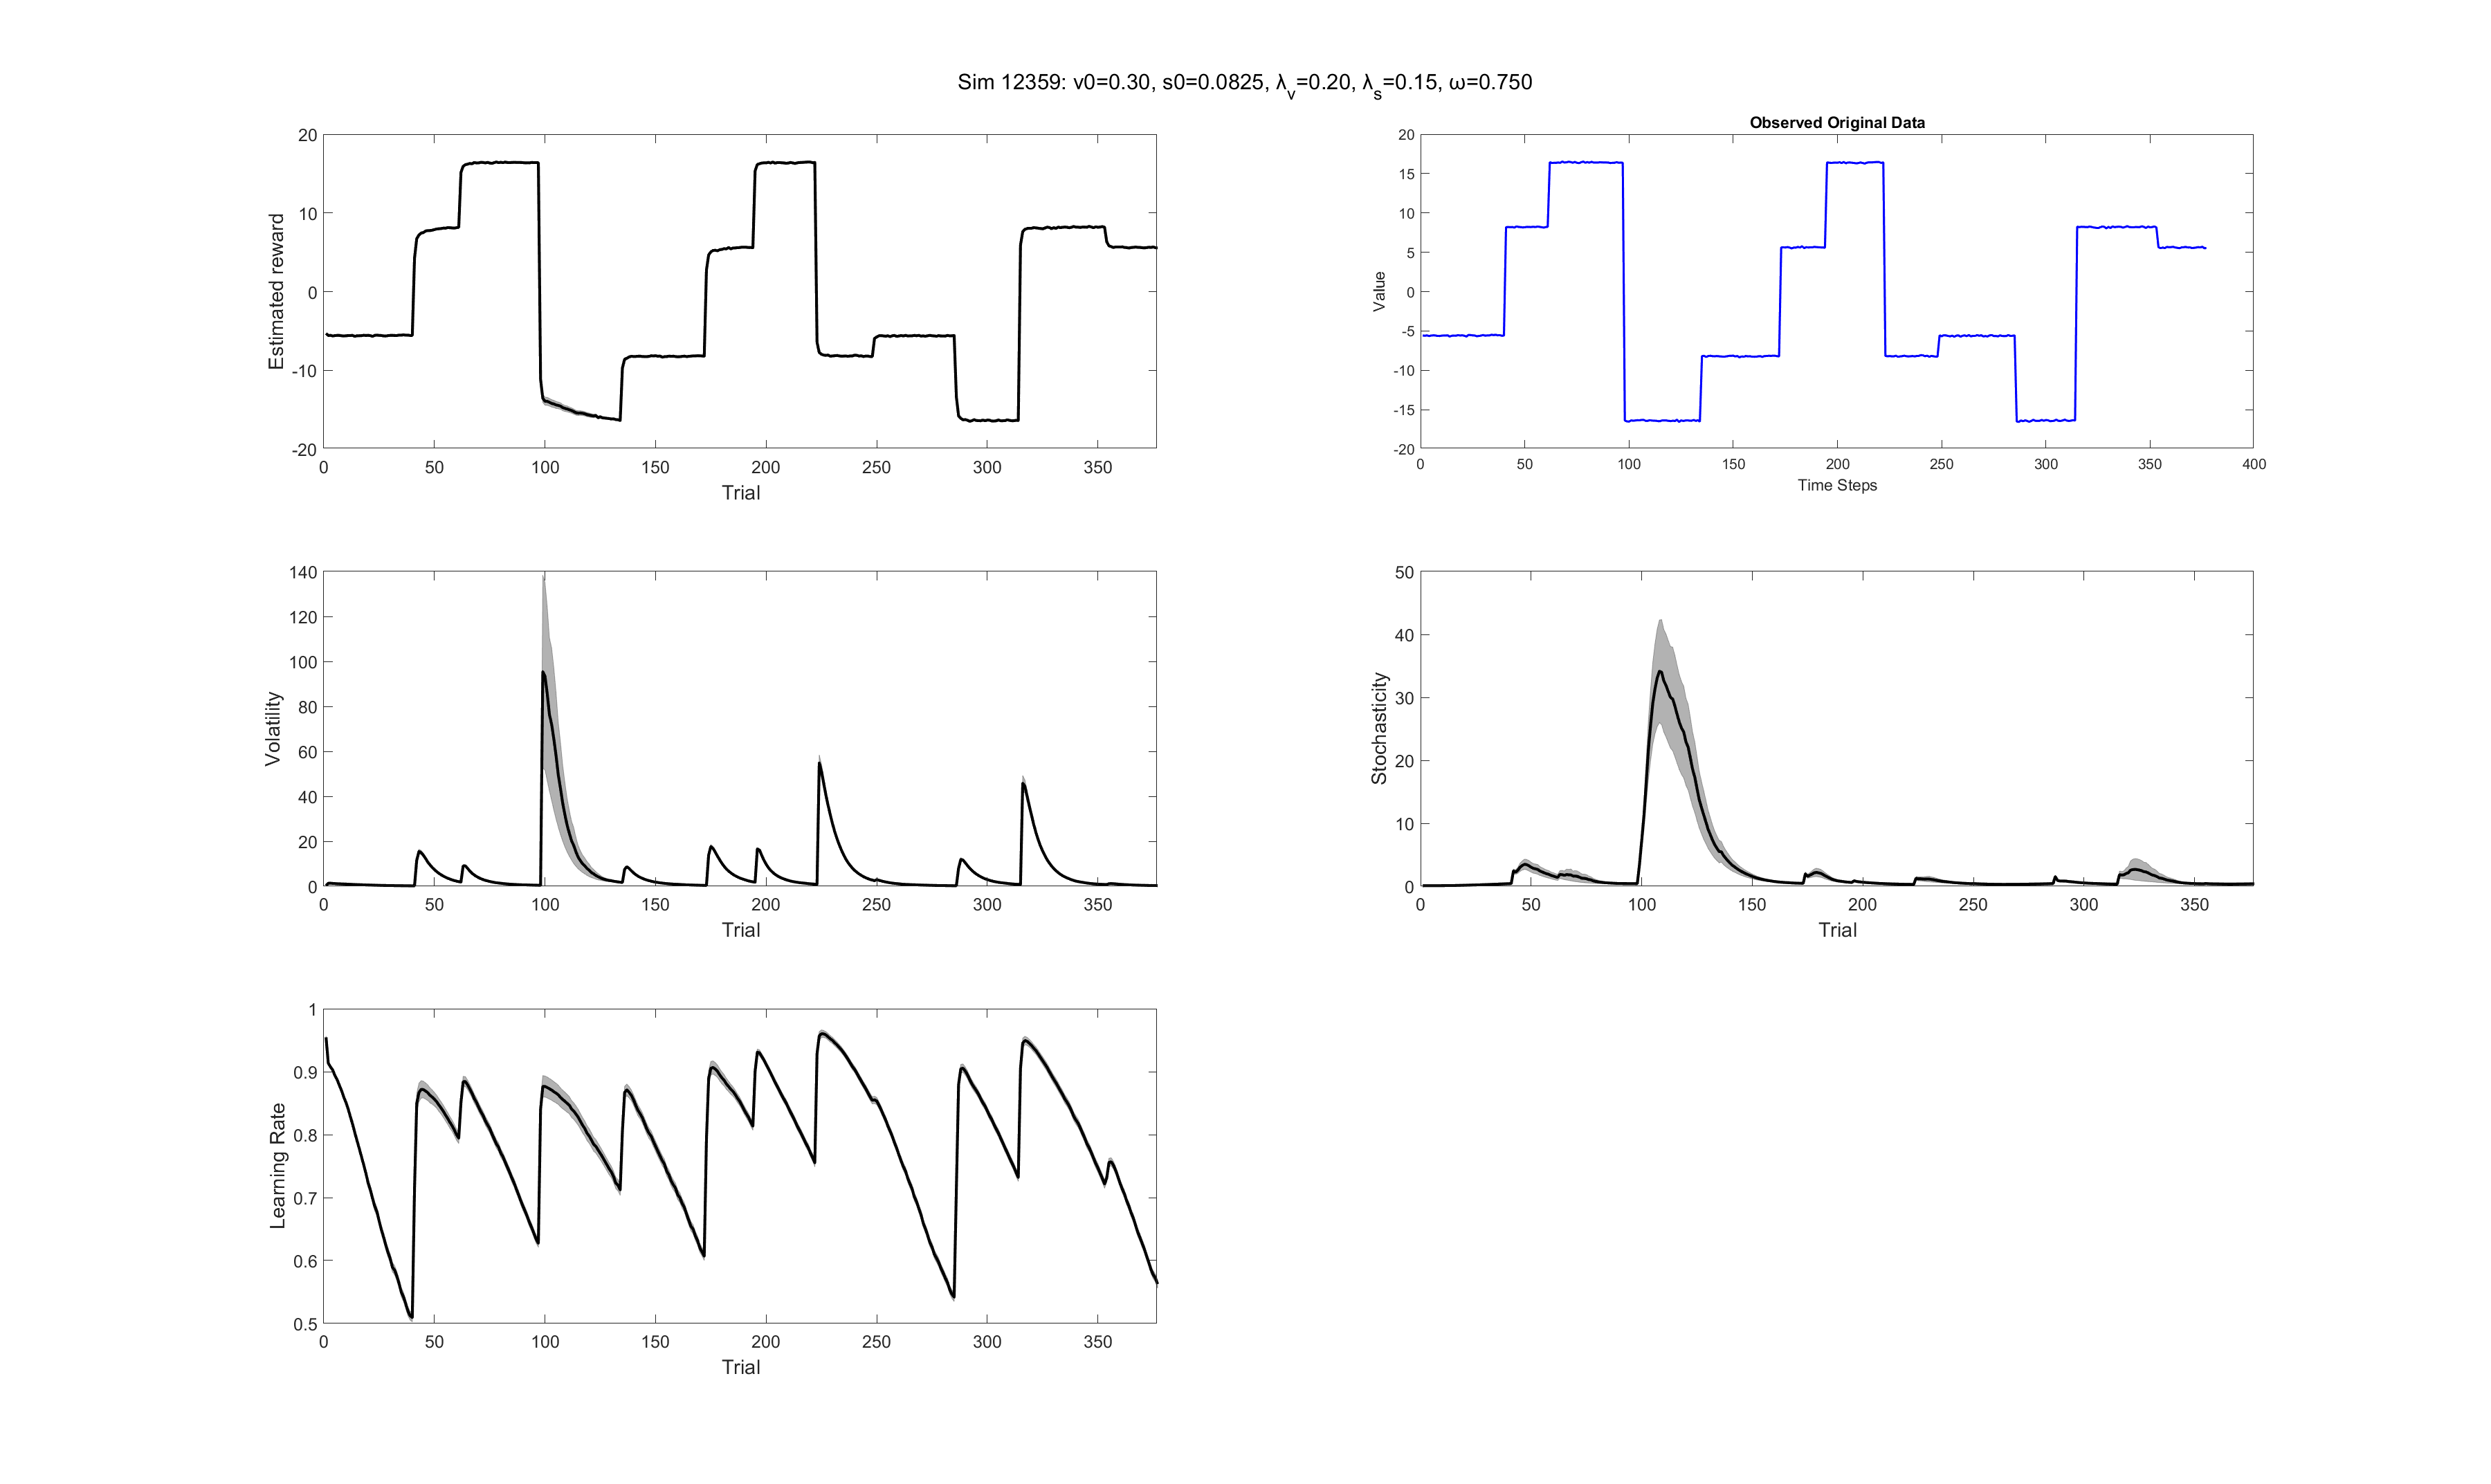 Sim 12359: v0=0.30, s0=0.0825, λv=0.20, λs=0.15, ω=0.750
Estimated reward
20
10
0
-10
-20
0 50 100 150 200 250 300 350
Trial
Observed Original Data
Value
20
15
10
5
0
-5
-10
-15
-20
0 50 100 150 200 250 300 350 400
Time Steps
Volatility
140
120
100
80
60
40
20
0
0 50 100 150 200 250 300 350
Trial
Stochasticity
50
40
30
20
10
0
0 50 100 150 200 250 300 350
Trial
Learning Rate
1
0.9
0.8
0.7
0.6
0.5
0 50 100 150 200 250 300 350
Trial